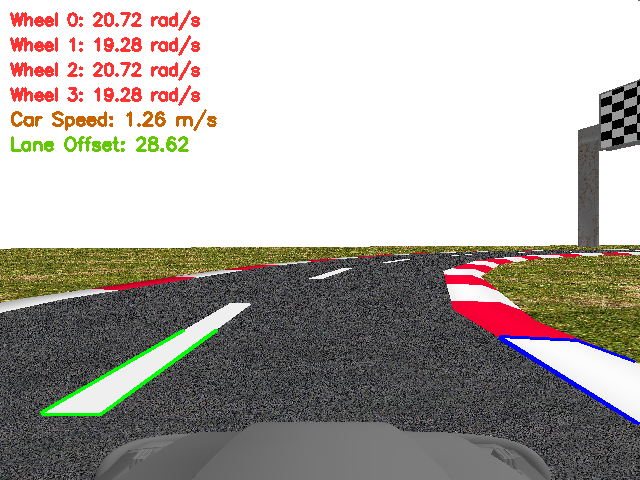 Wheel 0: 20.72 rad/s
Wheel 1: 19.28 rad/s
Wheel 2: 20.72 rad/s
Wheel 3: 19.28 rad/s
Car Speed: 1.26 m/s
Lane Offset: 28.62